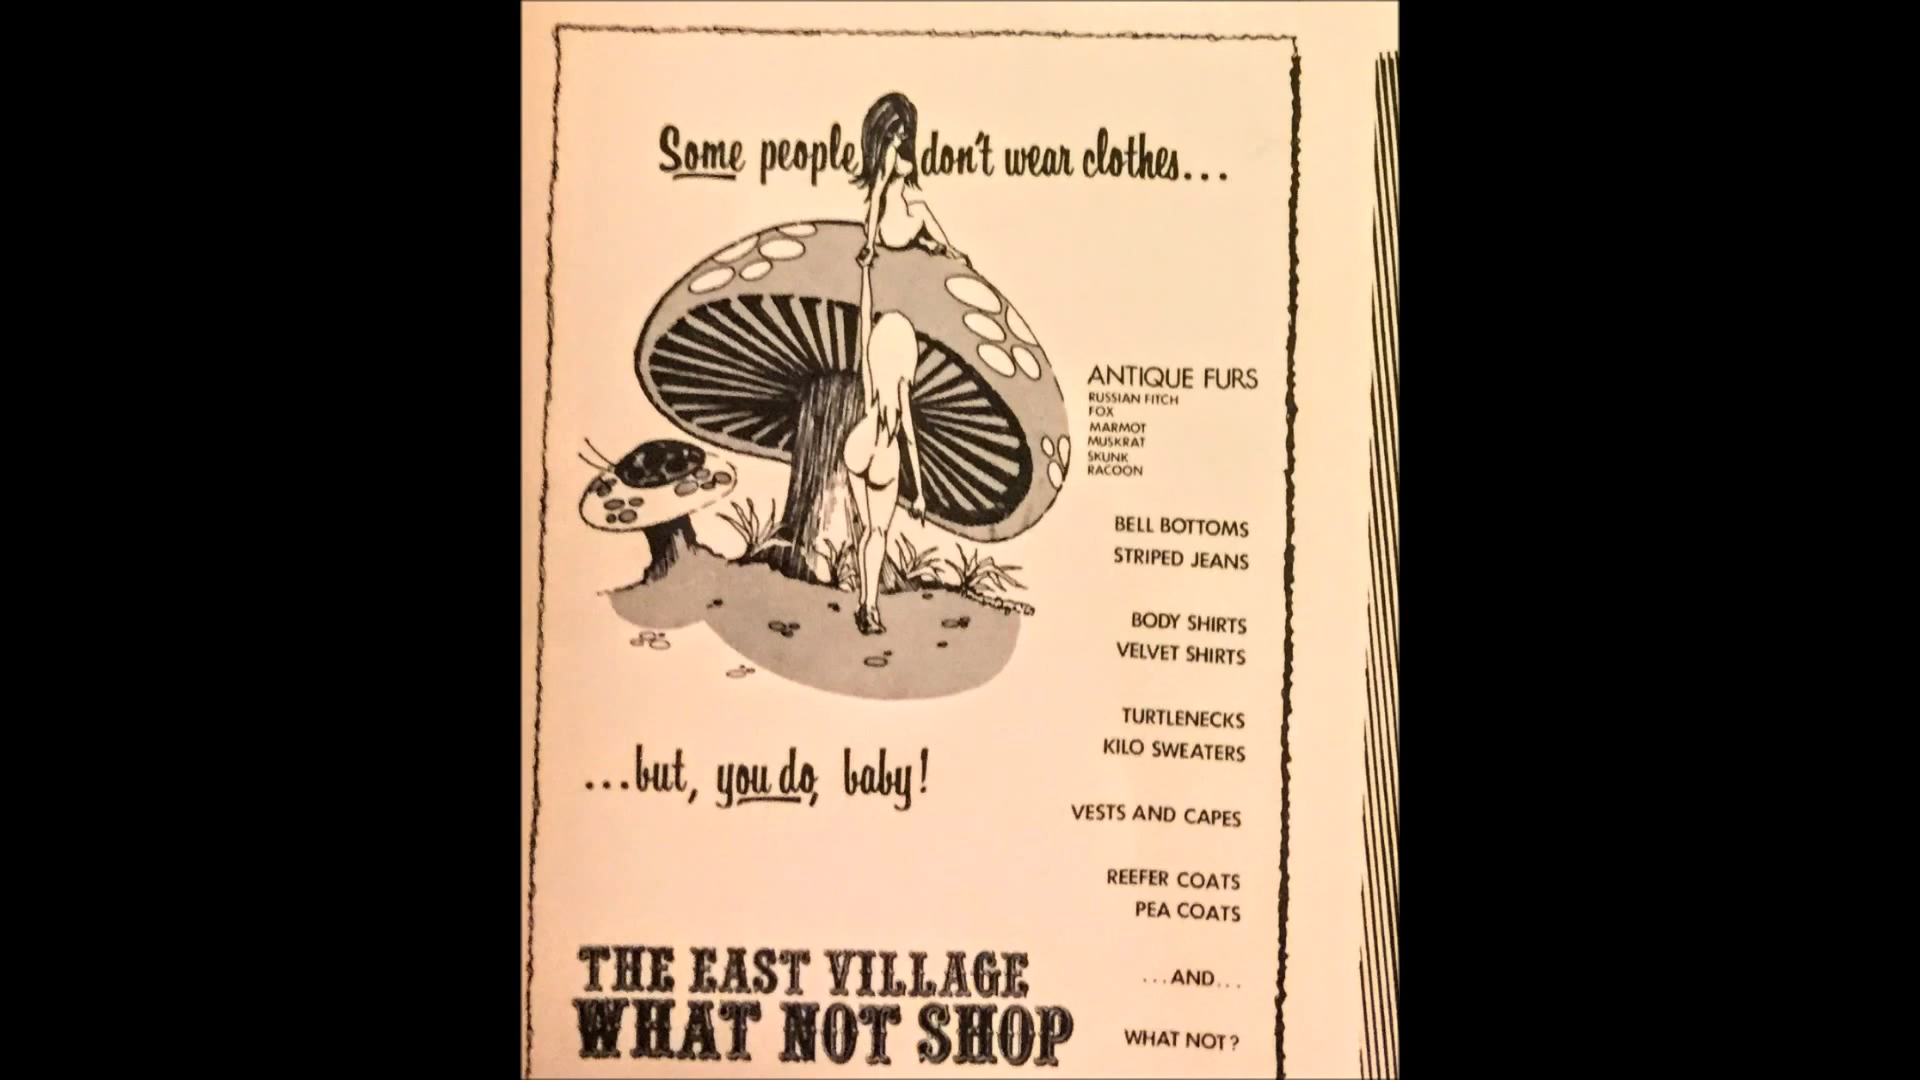 Some people don't wear clothes...
ANTIQUE FURS
RUSSIAN FITCH
FOX
MARMOT
MUSKRAT
SKUNK
RACOON
BELL BOTTOMS
STRIPED JEANS
BODY SHIRTS
VELVET SHIRTS
TURTLENECKS
KILO SWEATERS
...but, you do, baby!
VESTS AND CAPES
REEFER COATS
PEA COATS
...AND...
WHAT NOT?
THE EAST VILLAGE
WHAT NOT SHOP